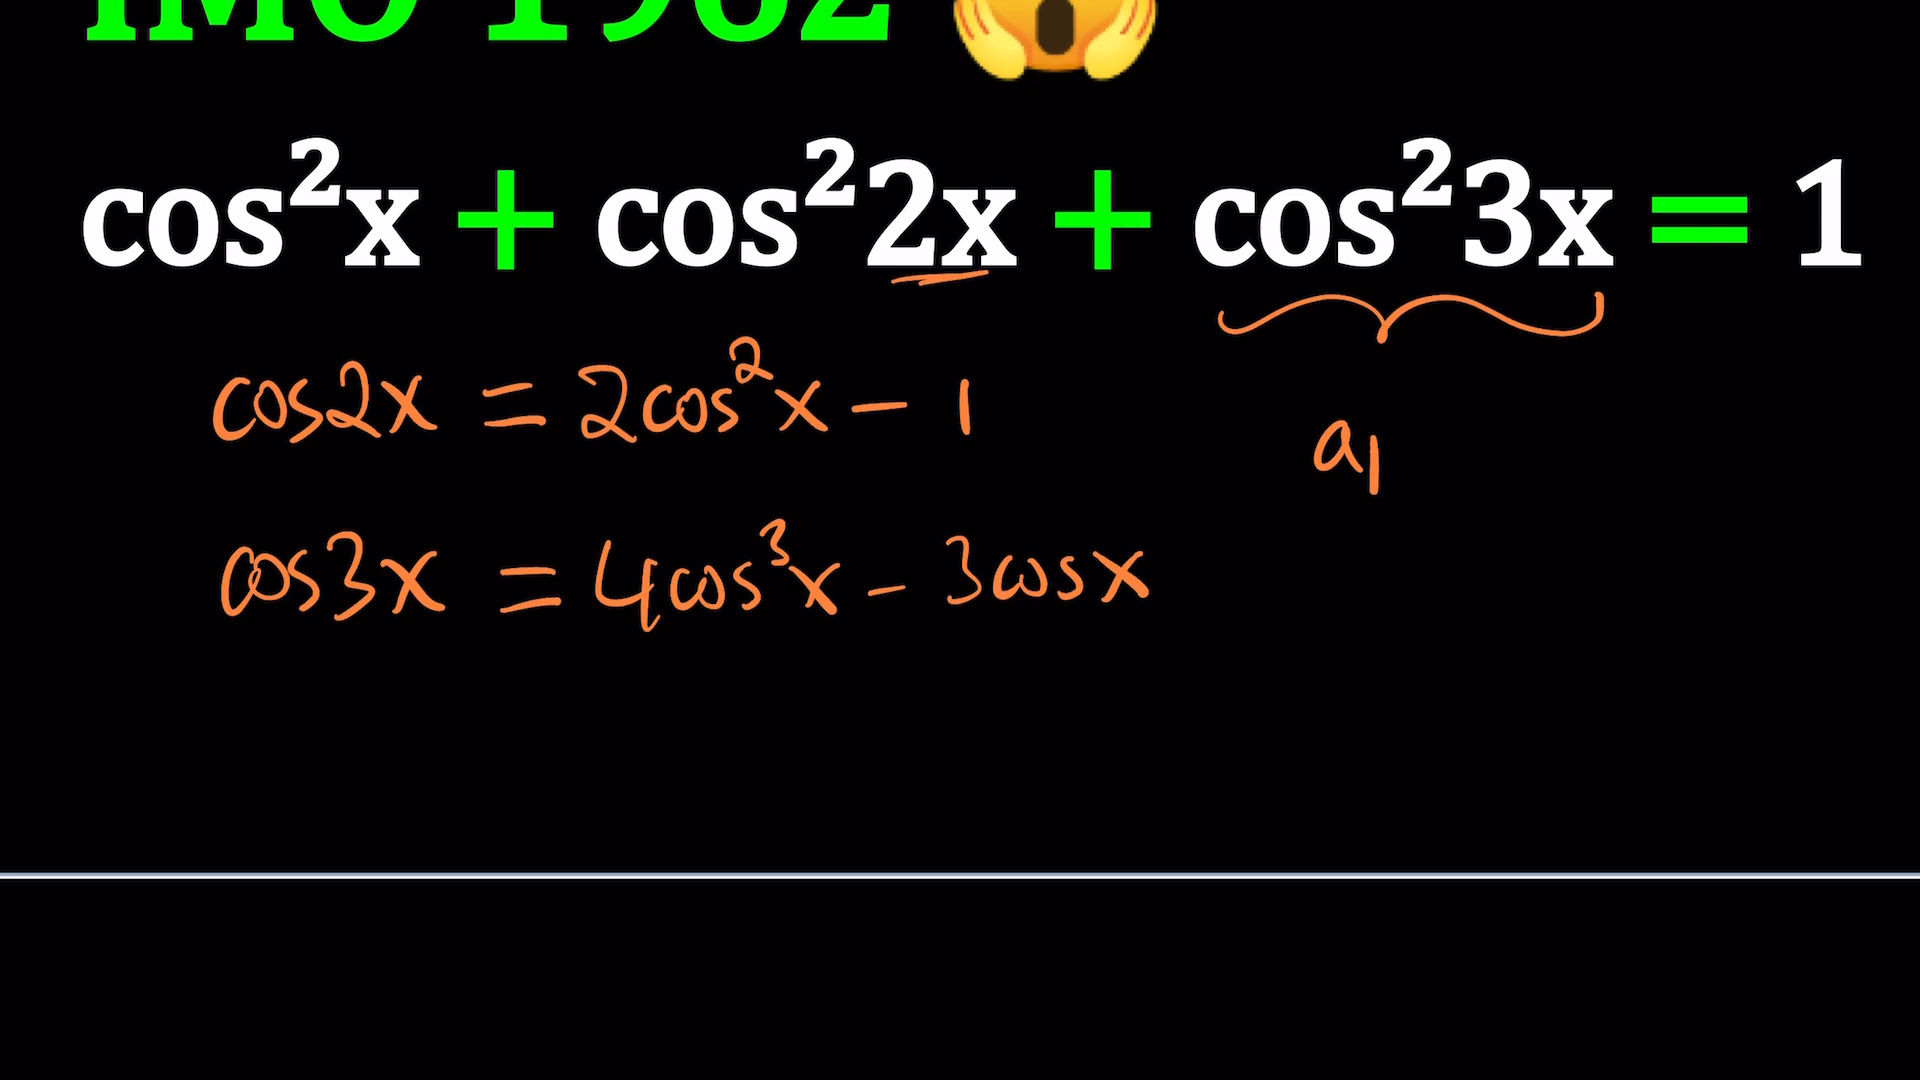 IMO 1962
cos²x + cos²2x + cos²3x = 1
cos2x = 2cos²x - 1
a1
cos3x = 4cos³x - 3cosx